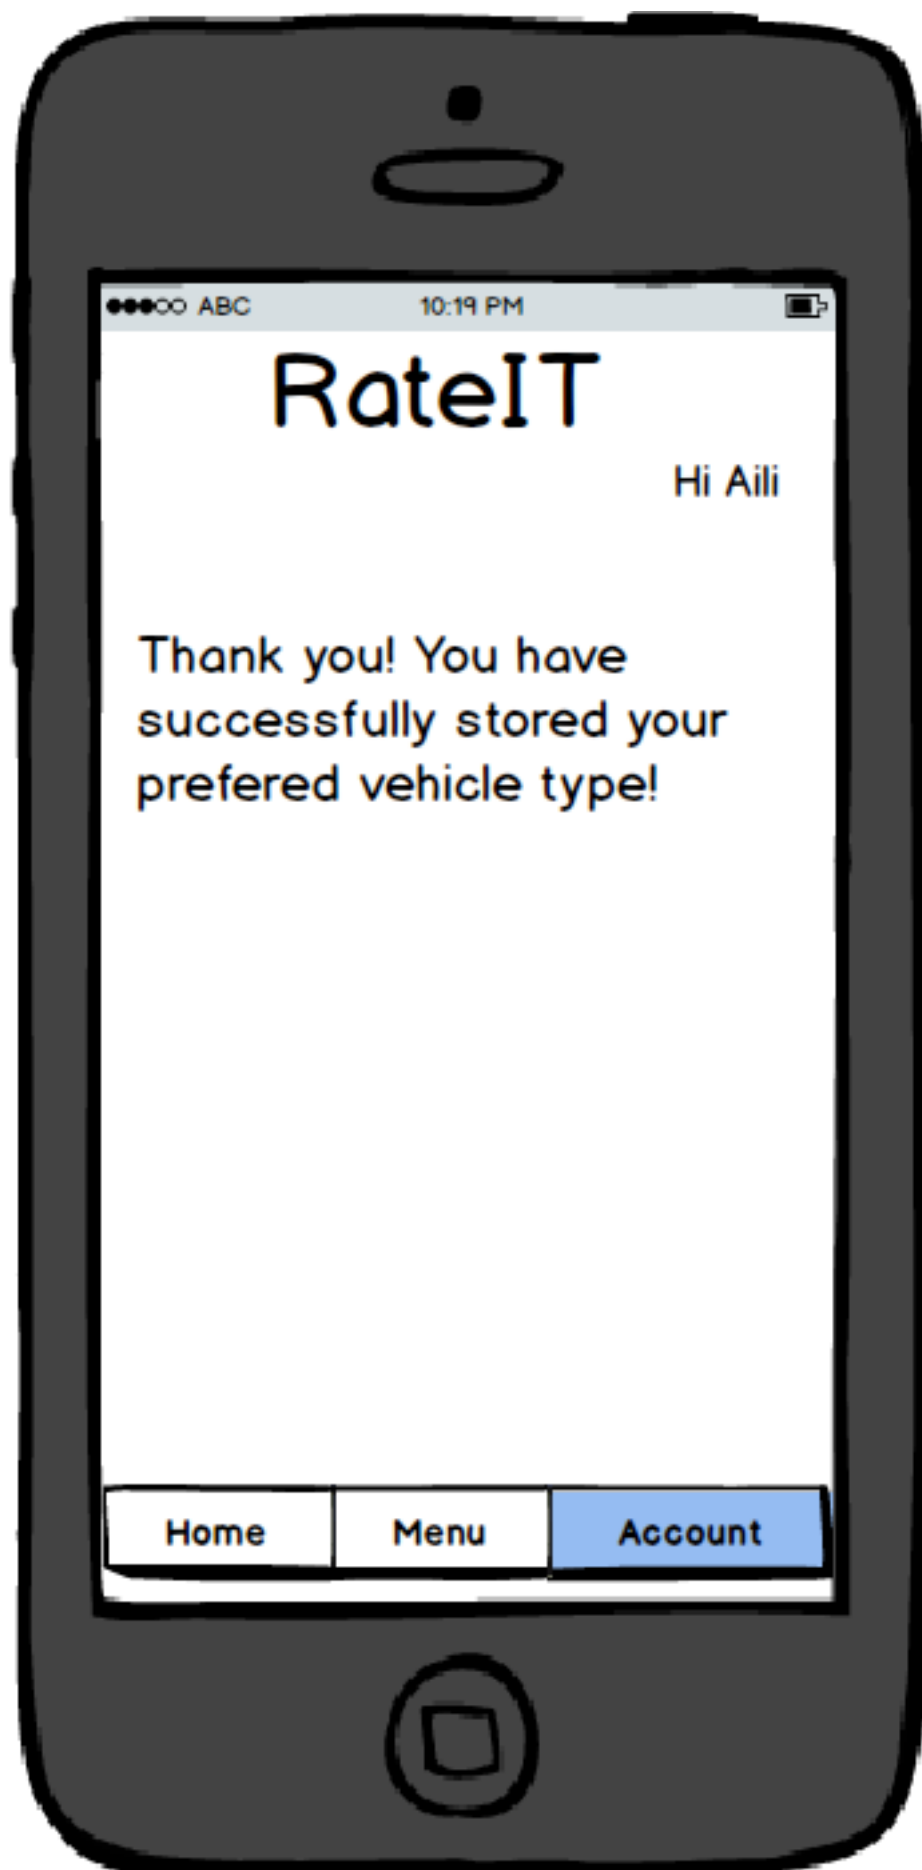 ABC 10:19 PM
RateIT
Hi Aili
Thank you! You have
successfully stored your
prefered vehicle type!
Home Menu Account